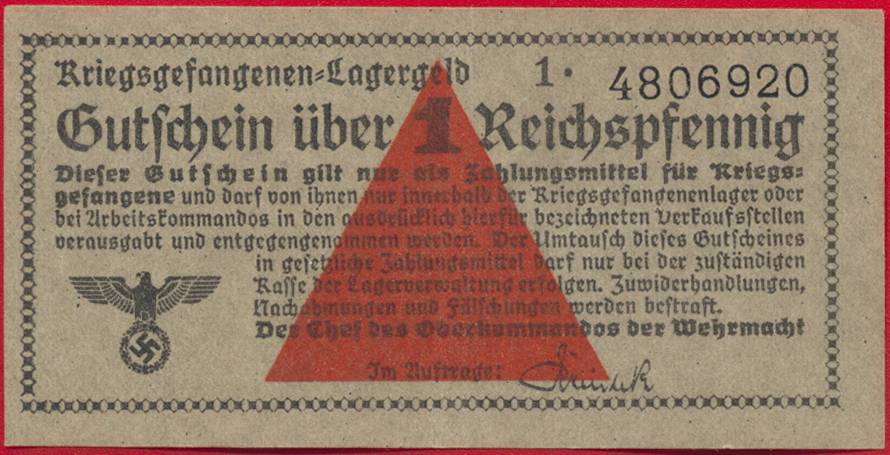 Kriegsgefangenen-Lagergeld 1 · 4806920
Gutschein über 1 Reichspfennig
Dieser Gutschein gilt nur als Zahlungsmittel für Kriegs-
gefangene und darf von ihnen nur innerhalb der Kriegsgefangenenlager oder
bei Arbeitskommandos in den ausdrücklich hierfür bezeichneten Verkaufsstellen
verausgabt und entgegengenommen werden. Der Umtausch dieses Gutscheines
in gesetzliche Zahlungsmittel darf nur bei der zuständigen
Kasse der Lagerverwaltung erfolgen. Zuwiderhandlungen,
Nachahmungen und Fälschungen werden bestraft.
Der Chef des Oberkommandos der Wehrmacht
Im Auftrage: